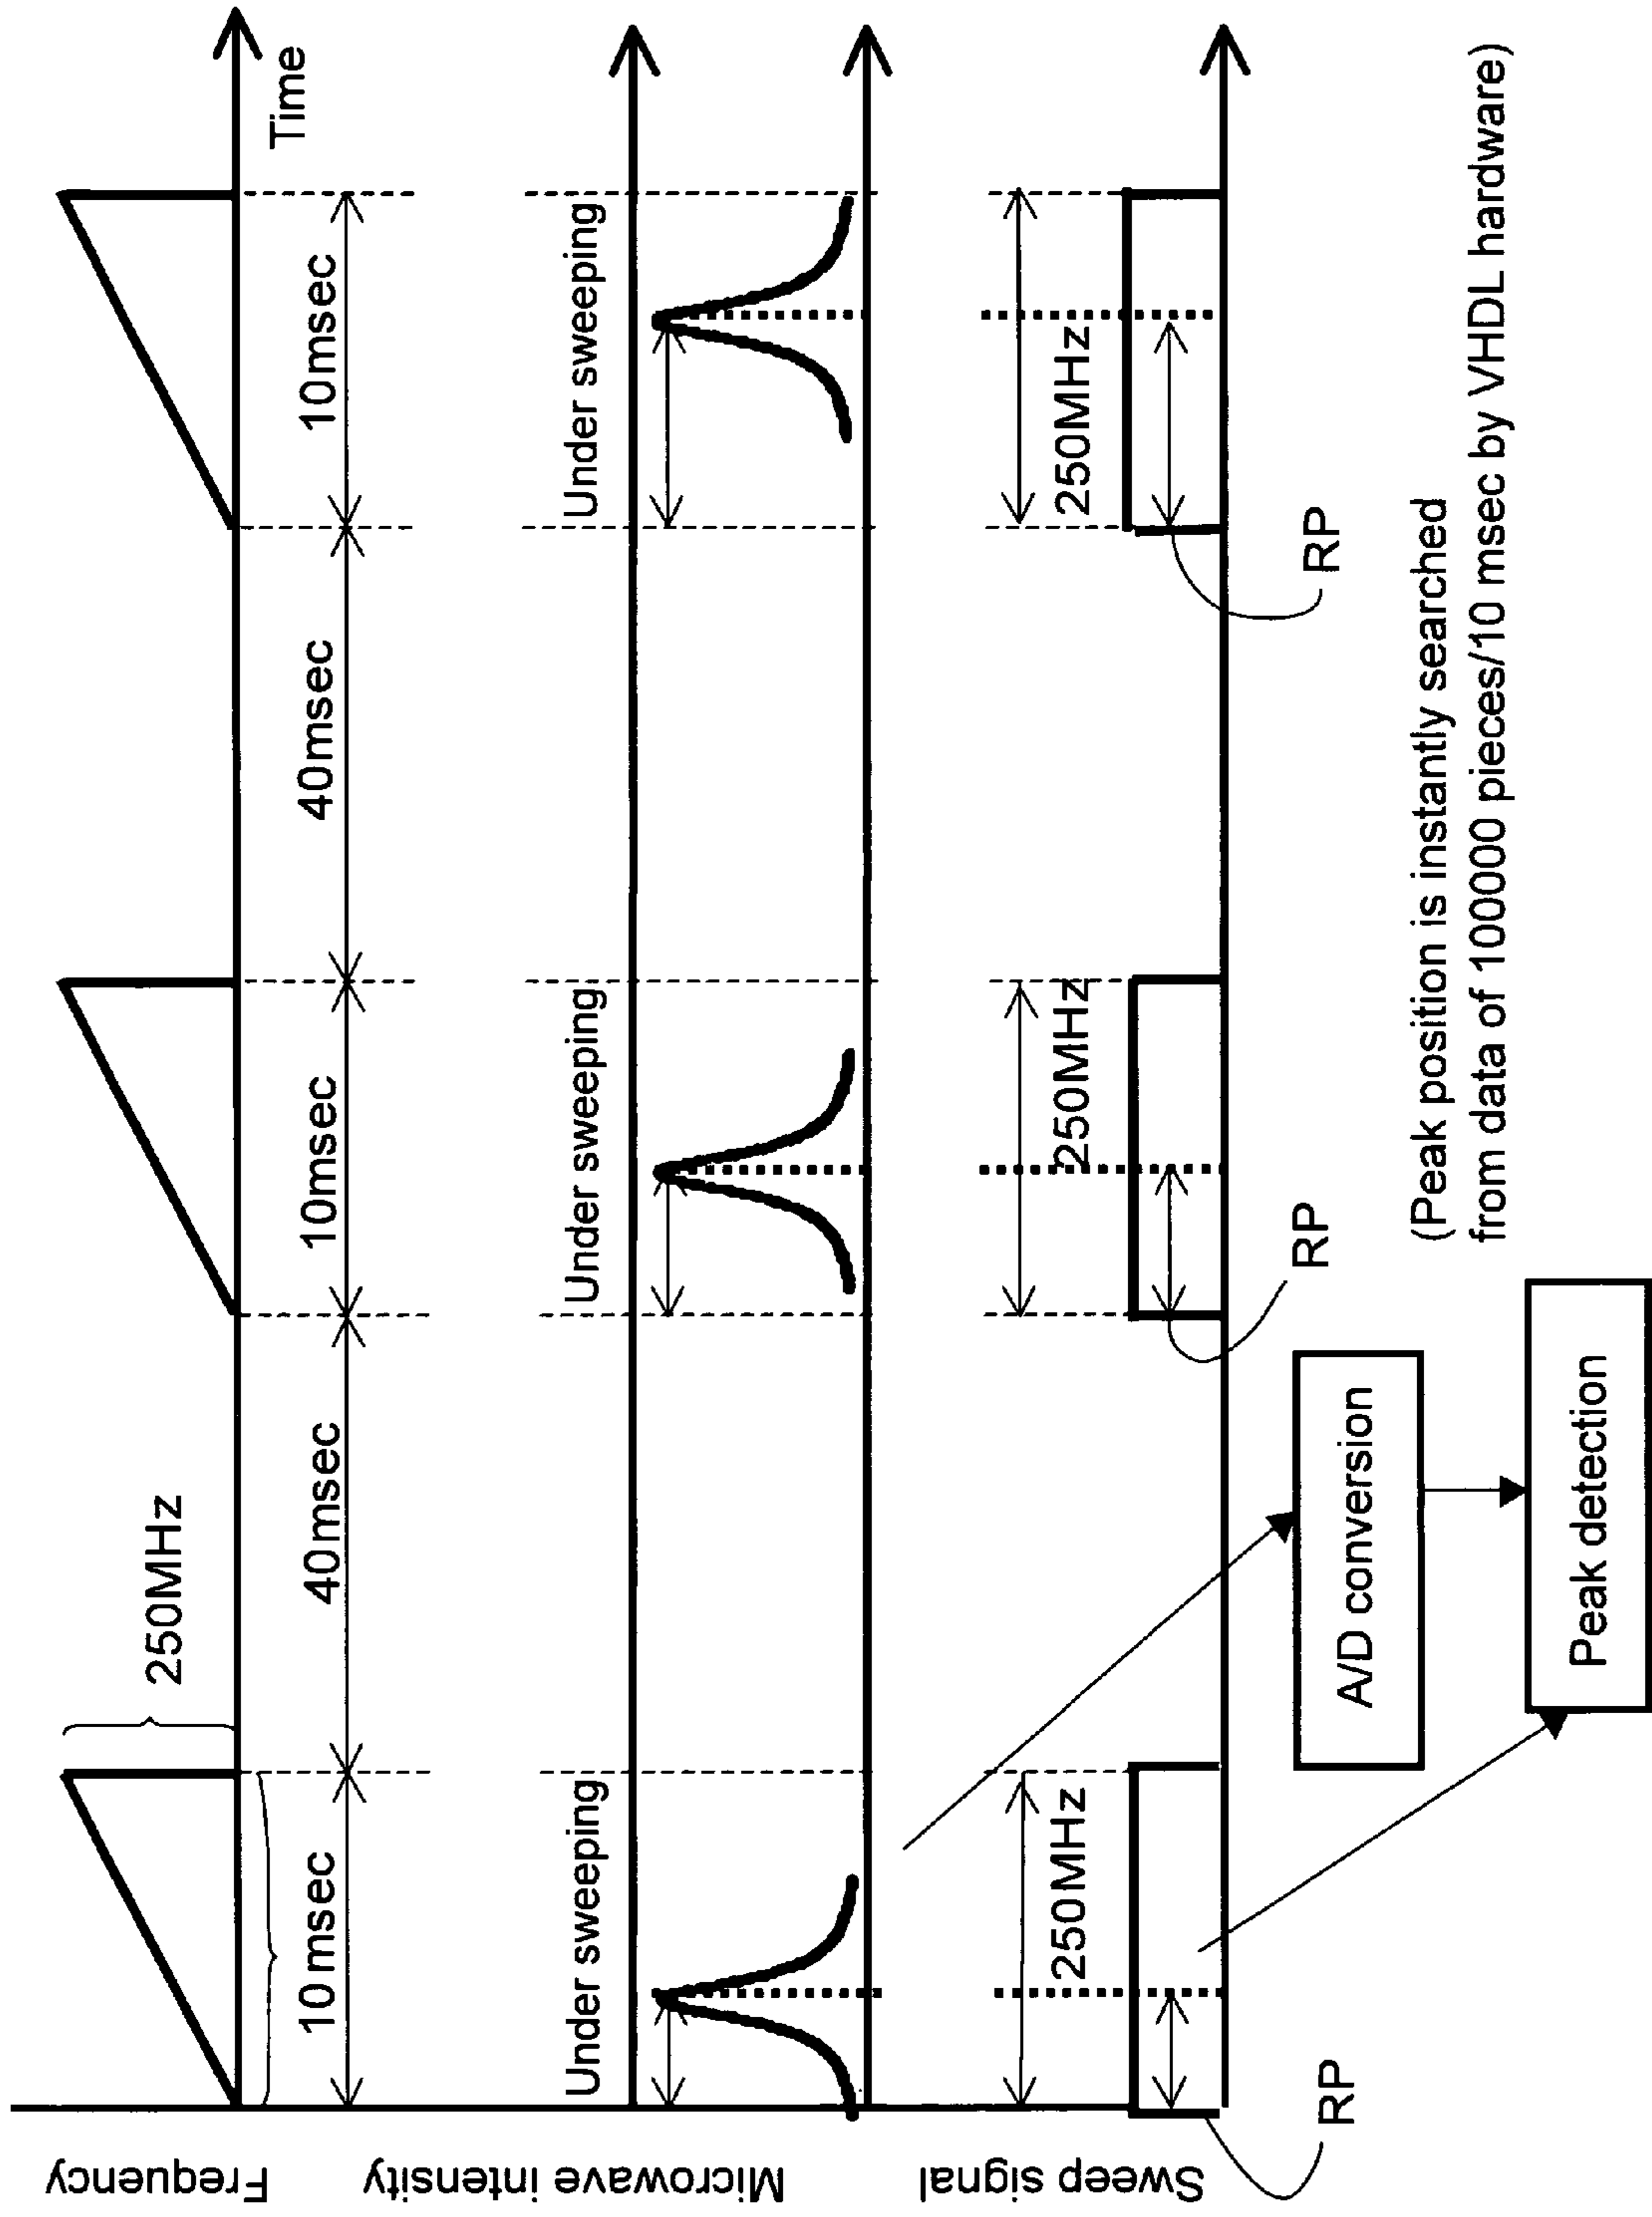 Frequency
250MHz
Time
10msec
40msec
10msec
40msec
10msec
Microwave intensity
Under sweeping
Under sweeping
Under sweeping
Sweep signal
250MHz
250MHz
250MHz
RP
RP
RP
A/D conversion
Peak detection
(Peak position is instantly searched
from data of 100000 pieces/10 msec by VHDL hardware)